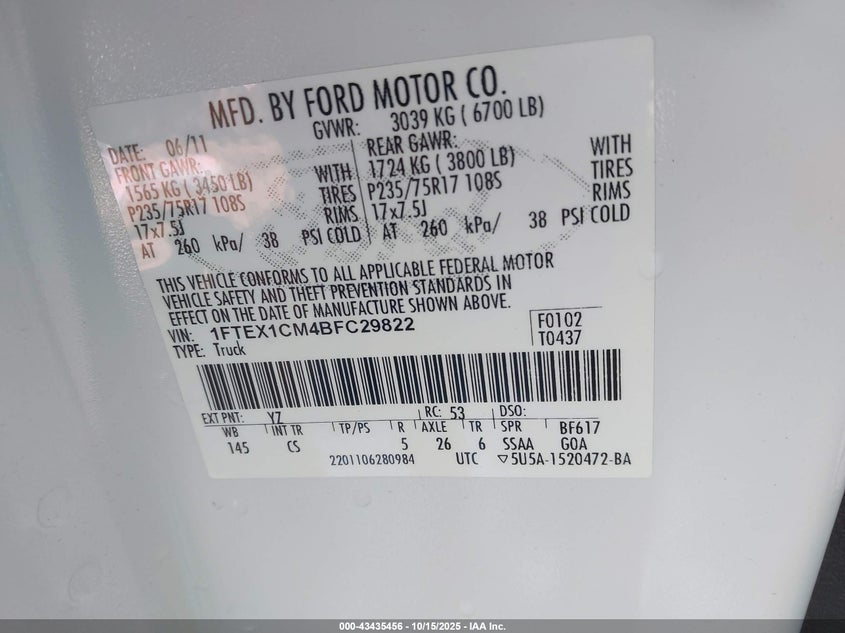 MFD. BY FORD MOTOR CO.
DATE: 06/11 GVWR: 3039 KG ( 6700 LB)
FRONT GAWR: REAR GAWR:
1565 KG ( 3450 LB) WITH 1724 KG ( 3800 LB) WITH
P235/75R17 108S TIRES P235/75R17 108S TIRES
17x7.5J RIMS 17x7.5J RIMS
AT 260 kPa/ 38 PSI COLD AT 260 kPa/ 38 PSI COLD
THIS VEHICLE CONFORMS TO ALL APPLICABLE FEDERAL MOTOR
VEHICLE SAFETY AND THEFT PREVENTION STANDARDS IN
EFFECT ON THE DATE OF MANUFACTURE SHOWN ABOVE.
VIN: 1FTEX1CM4BFC29822 F0102
TYPE: Truck T0437
EXT PNT: YZ RC: 53 DSO:
WB INT TR TP/PS R AXLE TR SPR BF617
145 CS 5 26 6 SSAA GOA
2201106280984 UTC ▽5U5A-1520472-BA
000-43435456 - 10/15/2025 - IAA Inc.